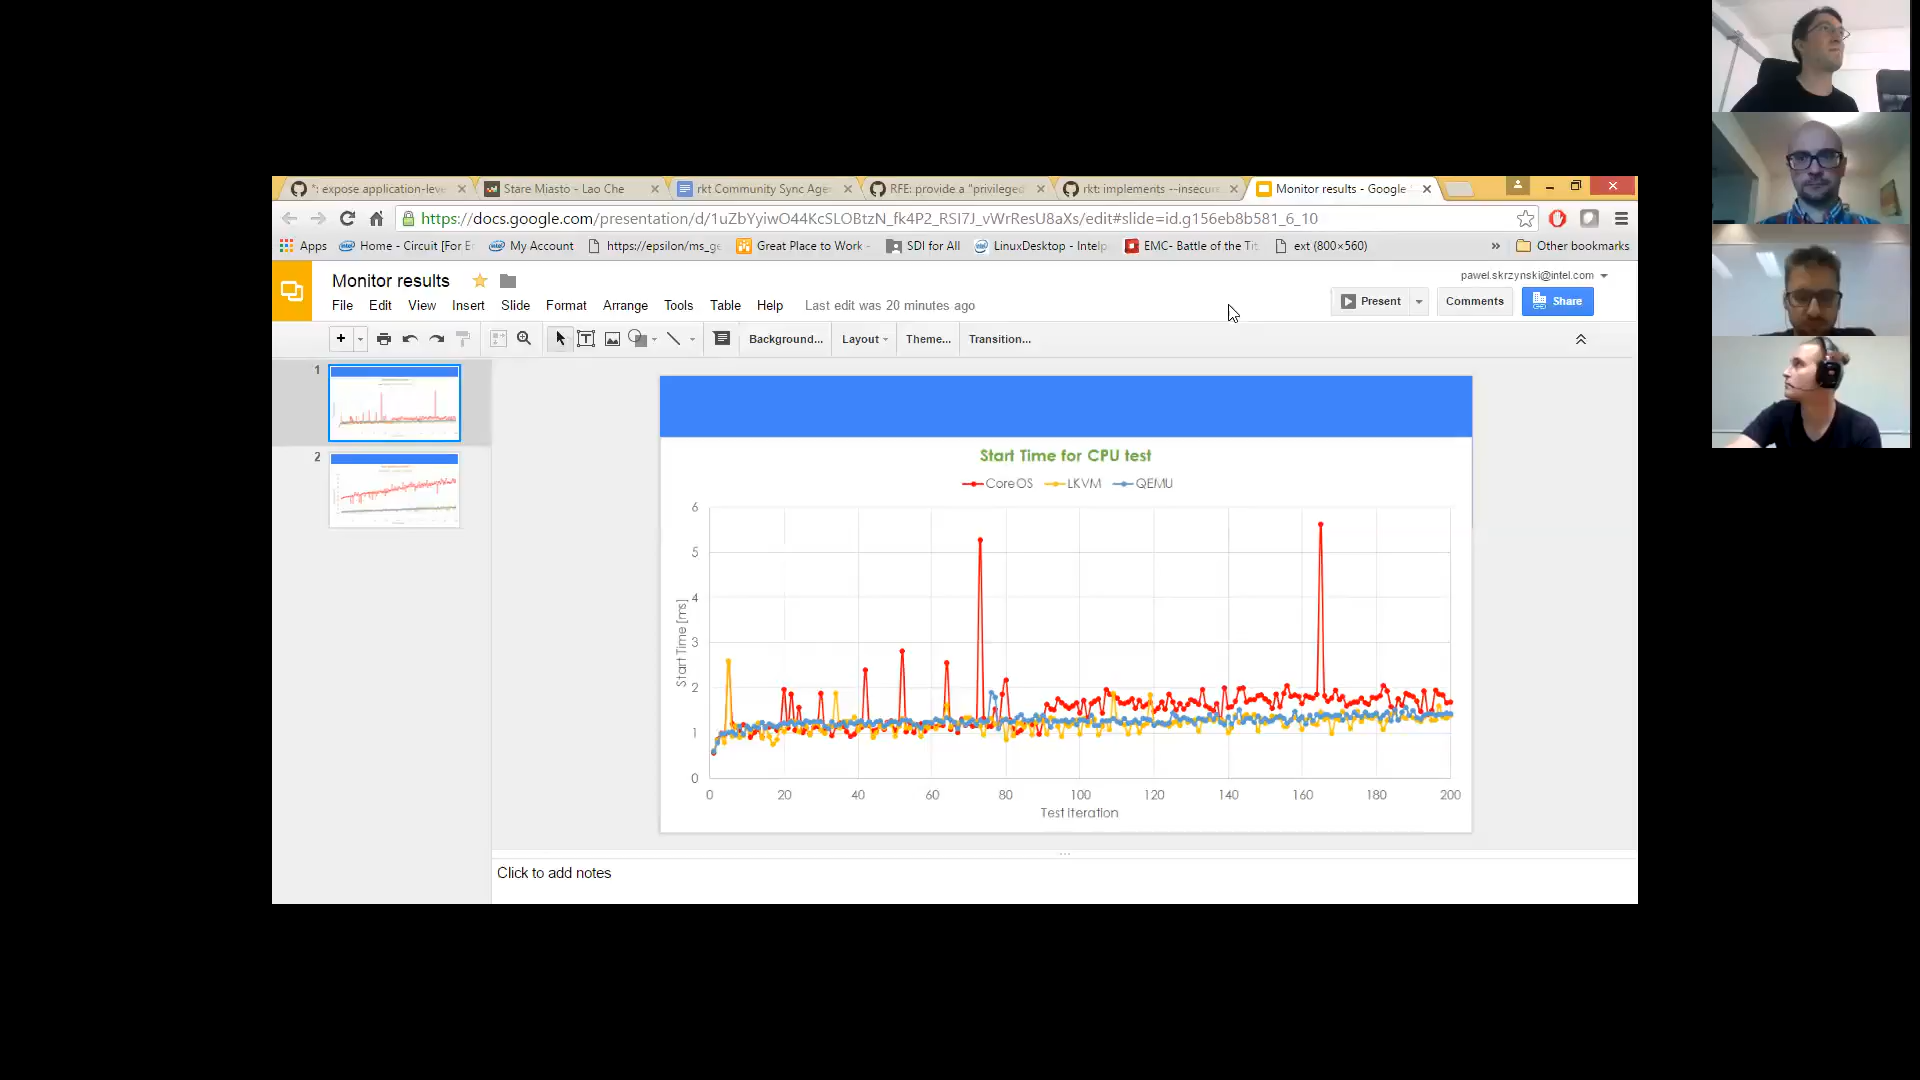 *: expose application-leve
Stare Miasto - Lao Che
rkt Community Sync Age
RFE: provide a "privileged
rkt: implements --insecur
Monitor results - Google
https://docs.google.com/presentation/d/1uZbYyiwO44KcSLOBtzN_fk4P2_RSI7J_vWrResU8aXs/edit#slide=id.g156eb8b581_6_10
Apps
Home - Circuit [For E
My Account
https://epsilon/ms_ge
Great Place to Work -
SDI for All
LinuxDesktop - Intelp
EMC- Battle of the Tit
ext (800×560)
»
Other bookmarks
Monitor results
pawel.skrzynski@intel.com
File Edit View Insert Slide Format Arrange Tools Table Help Last edit was 20 minutes ago
Present
Comments
Share
Background...
Layout
Theme...
Transition...
1
2
Start Time for CPU test
CoreOS LKVM QEMU
Start Time [ms]
6
5
4
3
2
1
0
0 20 40 60 80 100 120 140 160 180 200
Test iteration
Click to add notes